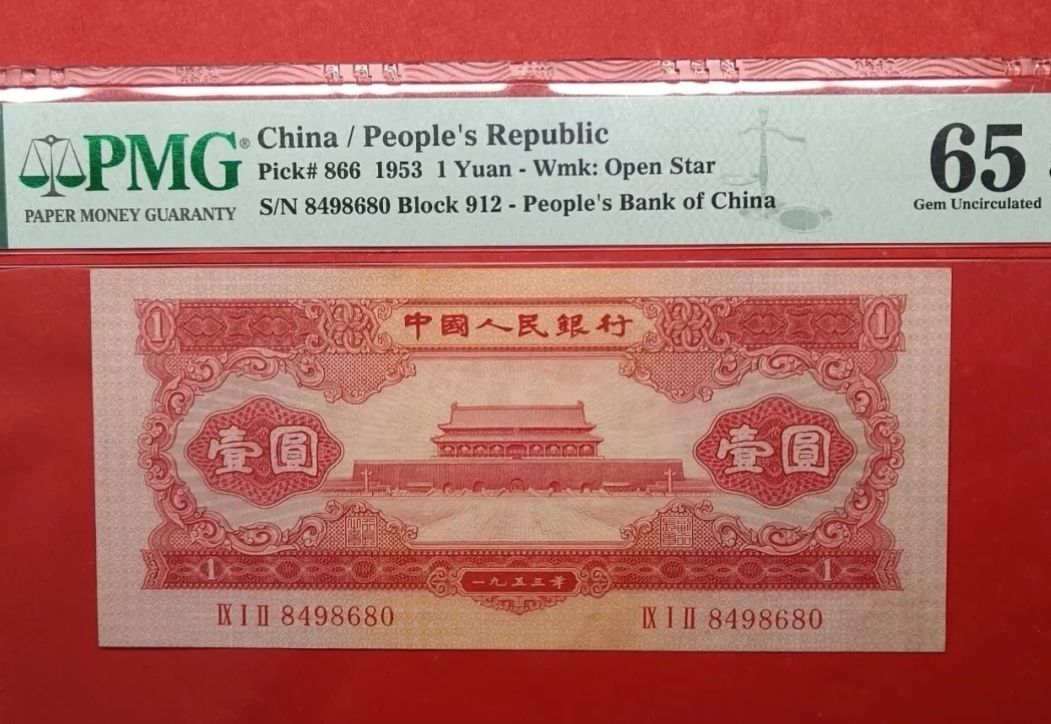 PMG®
PAPER MONEY GUARANTY
China / People's Republic
Pick# 866 1953 1 Yuan - Wmk: Open Star
S/N 8498680 Block 912 - People's Bank of China
65
Gem Uncirculated
1 中國人民銀行 1
壹圓 壹圓
1 一九五三年 1
IX I II 8498680 IX I II 8498680